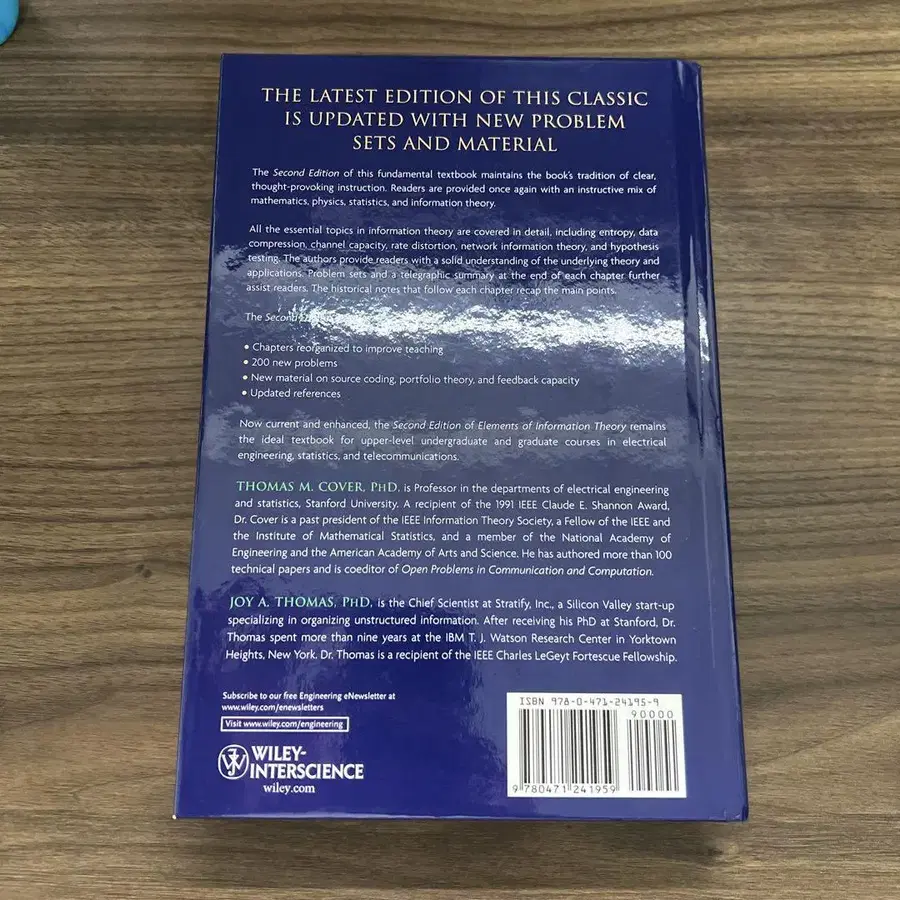 THE LATEST EDITION OF THIS CLASSIC
IS UPDATED WITH NEW PROBLEM
SETS AND MATERIAL
The Second Edition of this fundamental textbook maintains the book's tradition of clear,
thought-provoking instruction. Readers are provided once again with an instructive mix of
mathematics, physics, statistics, and information theory.
All the essential topics in information theory are covered in detail, including entropy, data
compression, channel capacity, rate distortion, network information theory, and hypothesis
testing. The authors provide readers with a solid understanding of the underlying theory and
applications. Problem sets and a telegraphic summary at the end of each chapter further
assist readers. The historical notes that follow each chapter recap the main points.
The Second
• Chapters reorganized to improve teaching
• 200 new problems
• New material on source coding, portfolio theory, and feedback capacity
• Updated references
Now current and enhanced, the Second Edition of Elements of Information Theory remains
the ideal textbook for upper-level undergraduate and graduate courses in electrical
engineering, statistics, and telecommunications.
THOMAS M. COVER, PHD, is Professor in the departments of electrical engineering
and statistics, Stanford University. A recipient of the 1991 IEEE Claude E. Shannon Award,
Dr. Cover is a past president of the IEEE Information Theory Society, a Fellow of the IEEE and
the Institute of Mathematical Statistics, and a member of the National Academy of
Engineering and the American Academy of Arts and Science. He has authored more than 100
technical papers and is coeditor of Open Problems in Communication and Computation.
JOY A. THOMAS, PHD, is the Chief Scientist at Stratify, Inc., a Silicon Valley start-up
specializing in organizing unstructured information. After receiving his PhD at Stanford, Dr.
Thomas spent more than nine years at the IBM T. J. Watson Research Center in Yorktown
Heights, New York. Dr. Thomas is a recipient of the IEEE Charles LeGeyt Fortescue Fellowship.
Subscribe to our free Engineering eNewsletter at
www.wiley.com/enewsletters
Visit www.wiley.com/engineering
WILEY-
INTERSCIENCE
wiley.com
ISBN 978-0-471-24195-9
90000
9 780471 241959